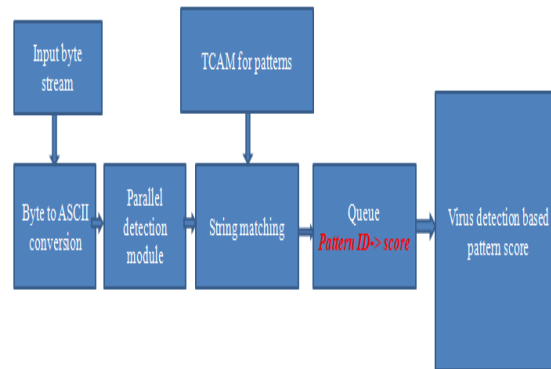 Input byte
stream
TCAM for patterns
Byte to ASCII
conversion
Parallel
detection
module
String matching
Queue
Pattern ID-> score
Virus detection based
pattern score